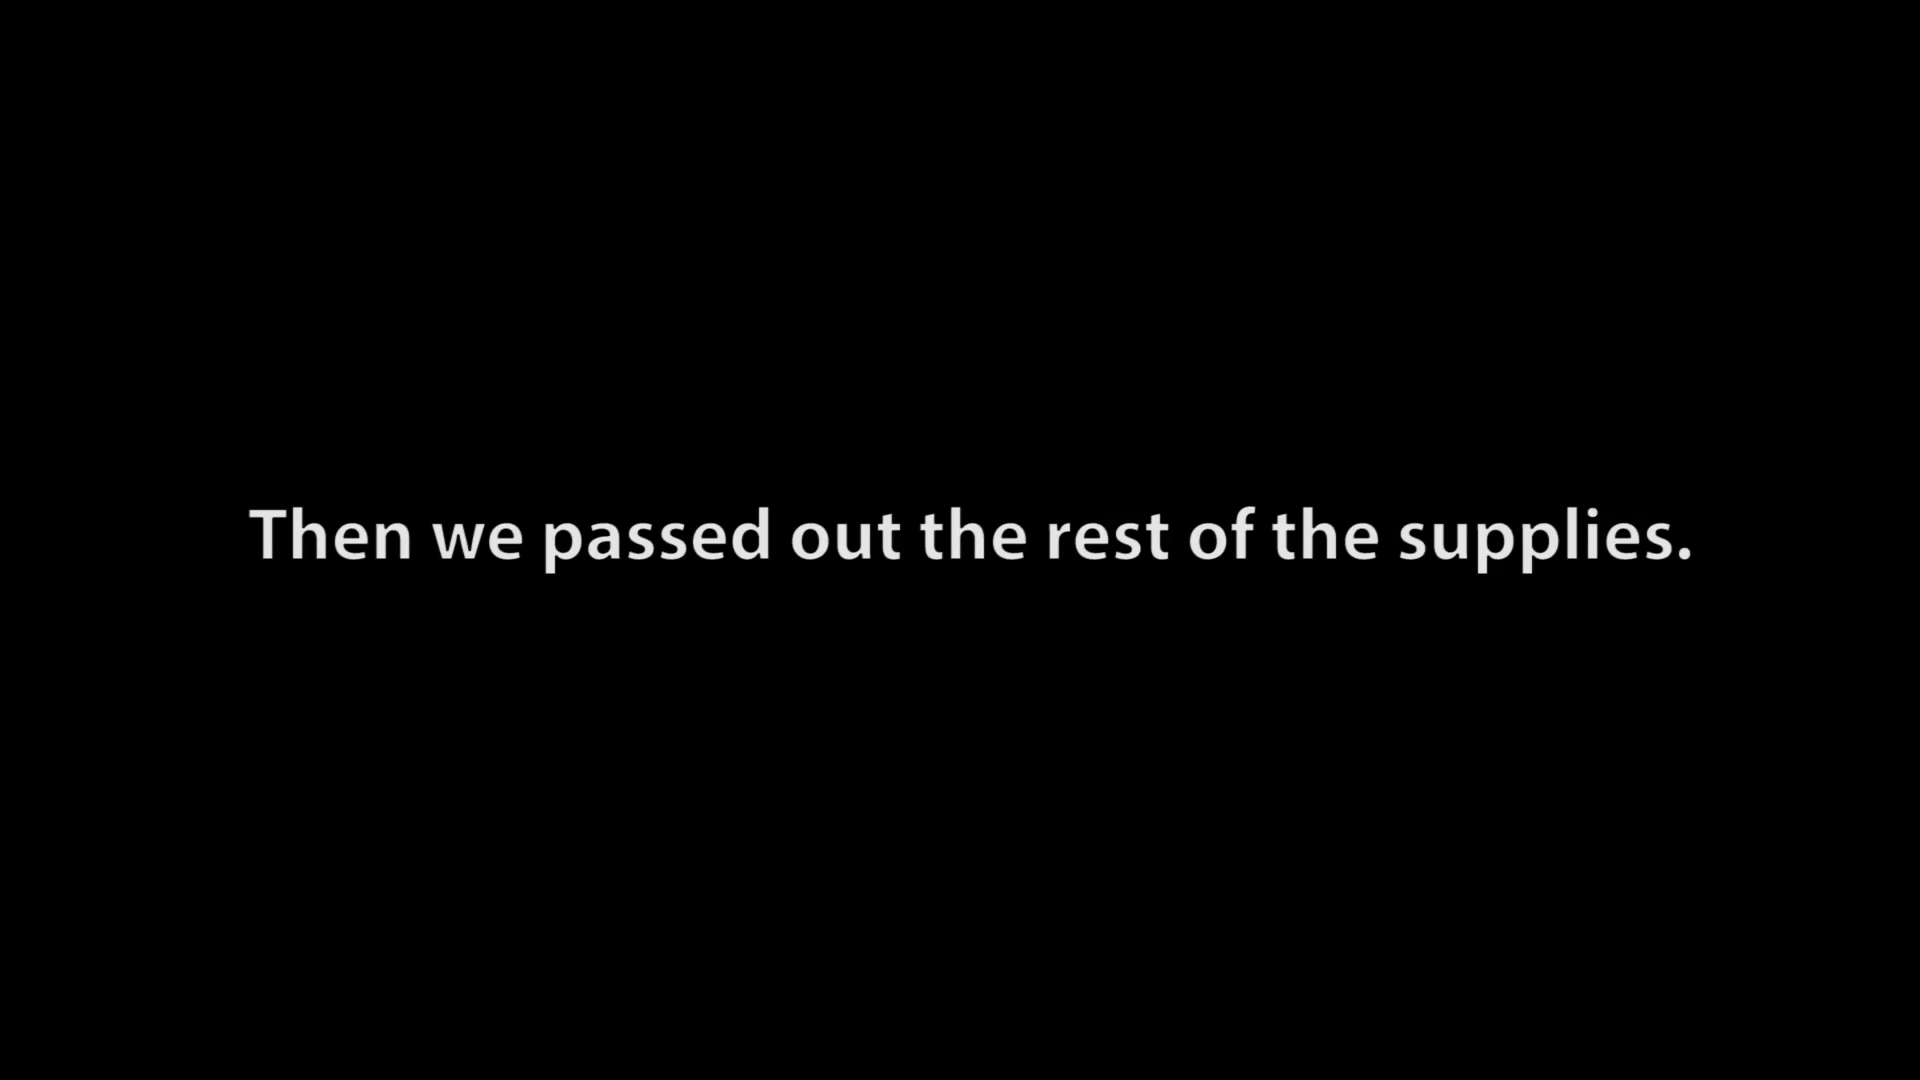 Then we passed out the rest of the supplies.